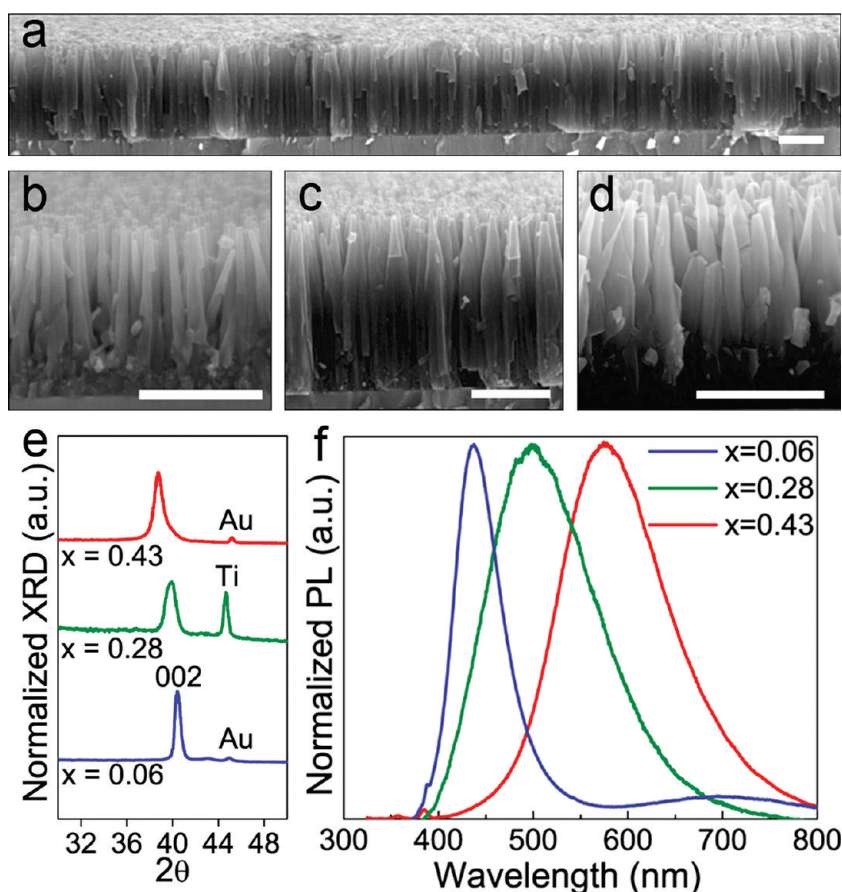 a
b
c
d
e
f
Normalized XRD (a.u.)
Au
x = 0.43
Ti
x = 0.28
002
Au
x = 0.06
32 36 40 44 48
2θ
Normalized PL (a.u.)
x=0.06
x=0.28
x=0.43
300 400 500 600 700 800
Wavelength (nm)